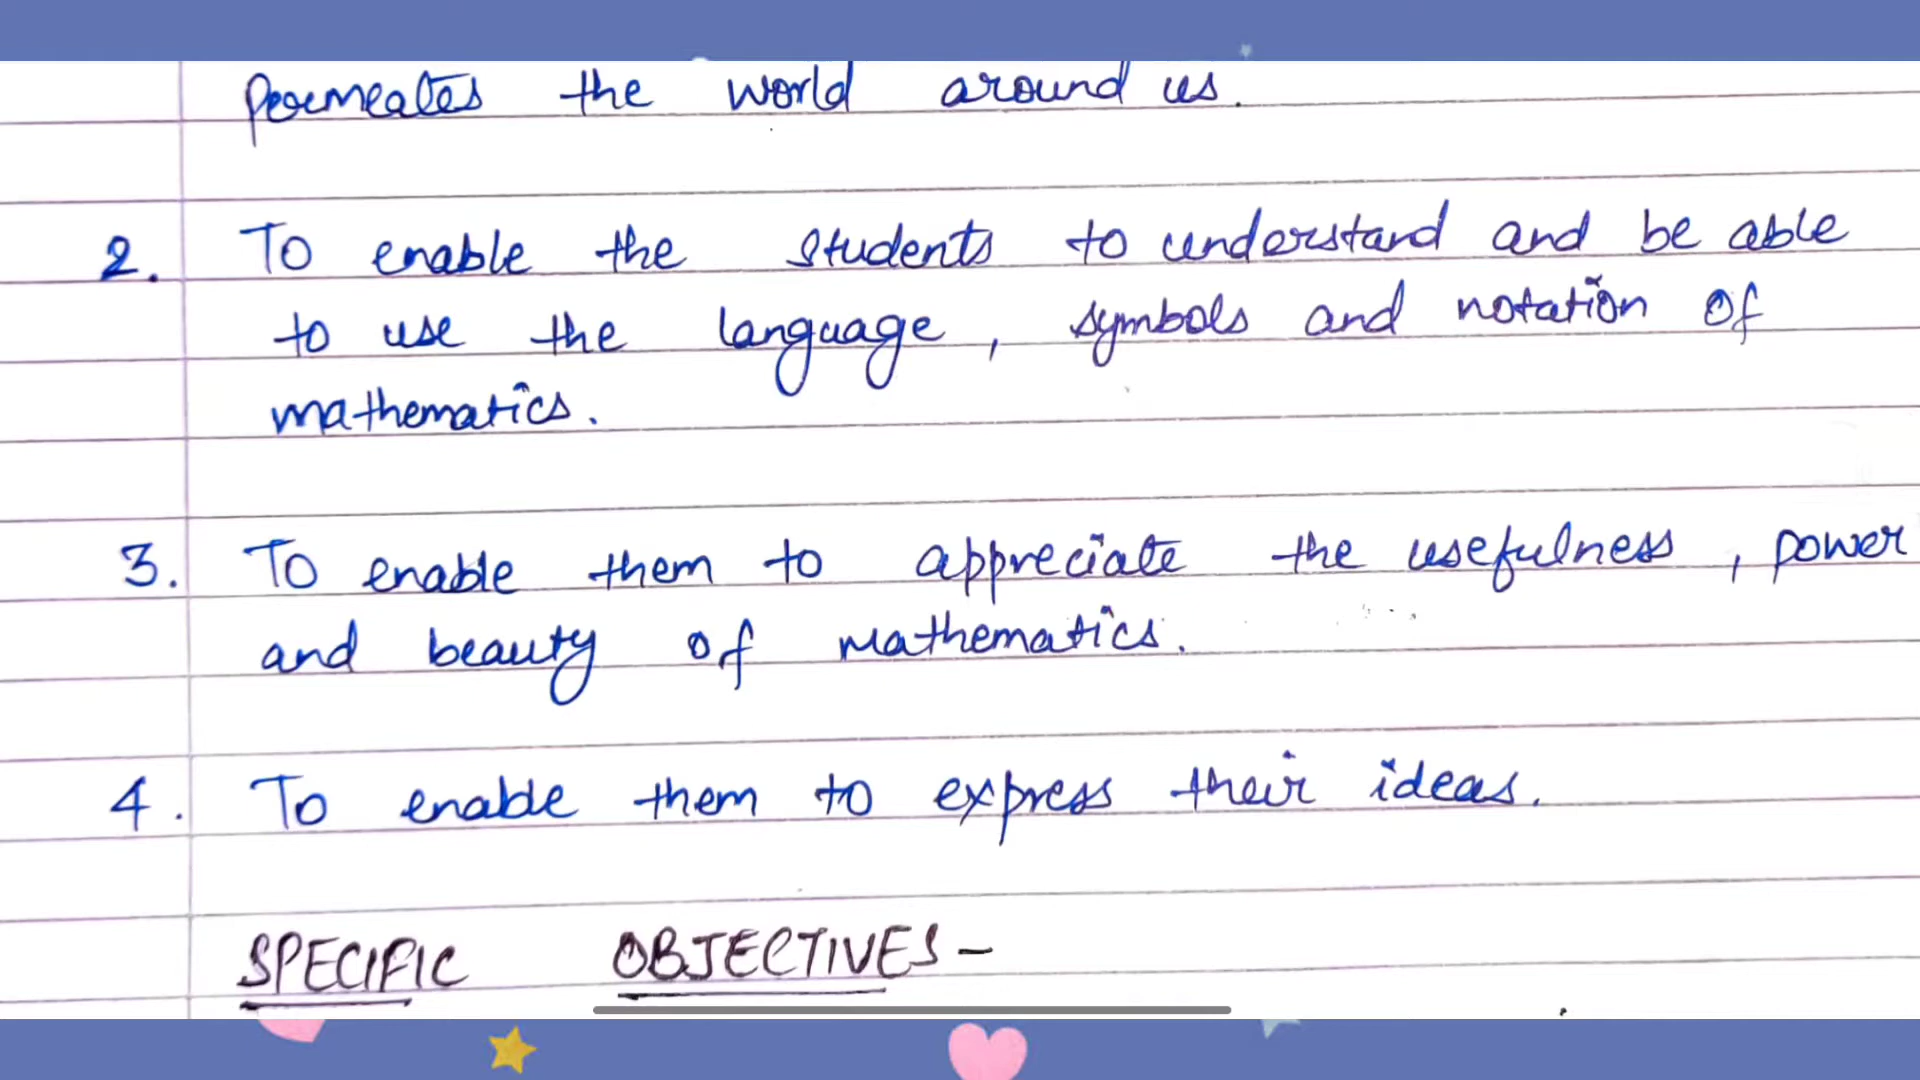 permeates the world around us.
2. To enable the students to understand and be able
to use the language, symbols and notation of
mathematics.
3. To enable them to appreciate the usefulness, power
and beauty of mathematics.
4. To enable them to express their ideas.
SPECIFIC OBJECTIVES -